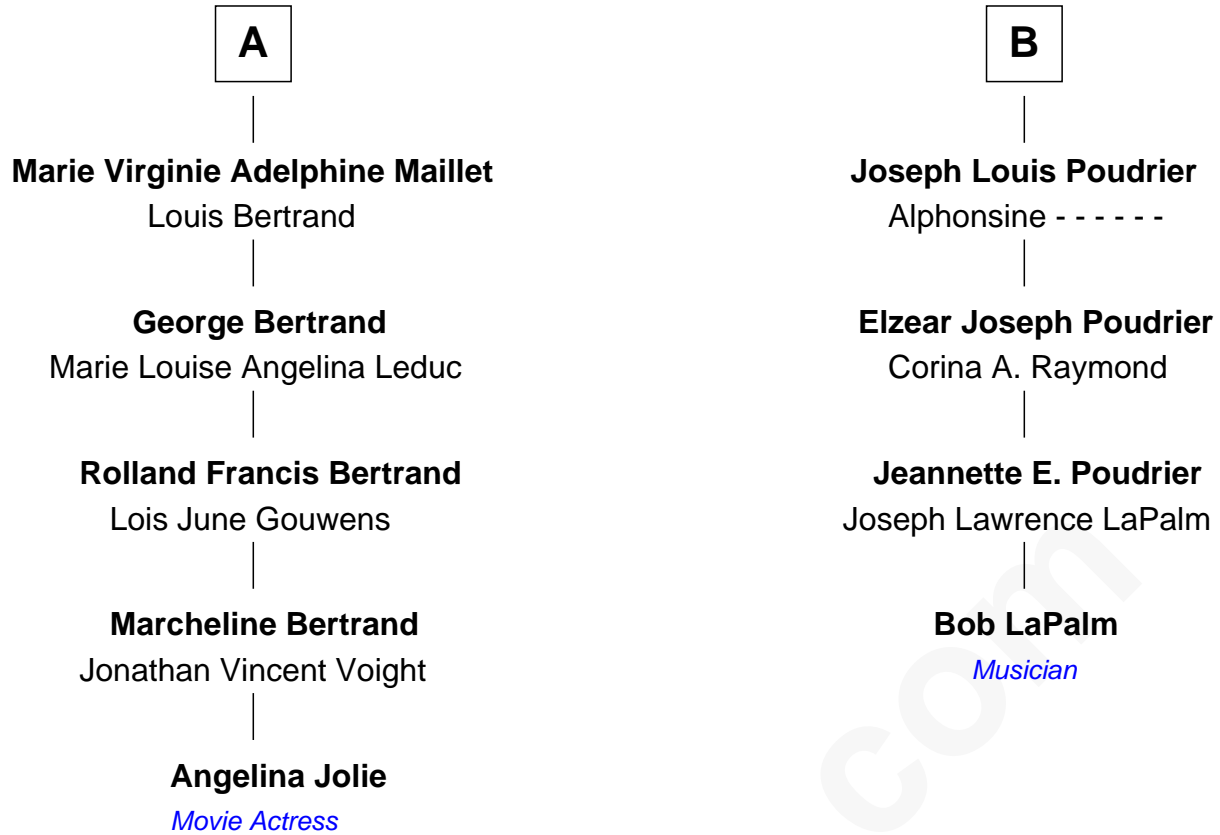 A
Marie Virginie Adelphine Maillet
Louis Bertrand
George Bertrand
Marie Louise Angelina Leduc
Rolland Francis Bertrand
Lois June Gouwens
Marcheline Bertrand
Jonathan Vincent Voight
Angelina Jolie
Movie Actress
B
Joseph Louis Poudrier
Alphonsine - - - - - -
Elzear Joseph Poudrier
Corina A. Raymond
Jeannette E. Poudrier
Joseph Lawrence LaPalm
Bob LaPalm
Musician
com